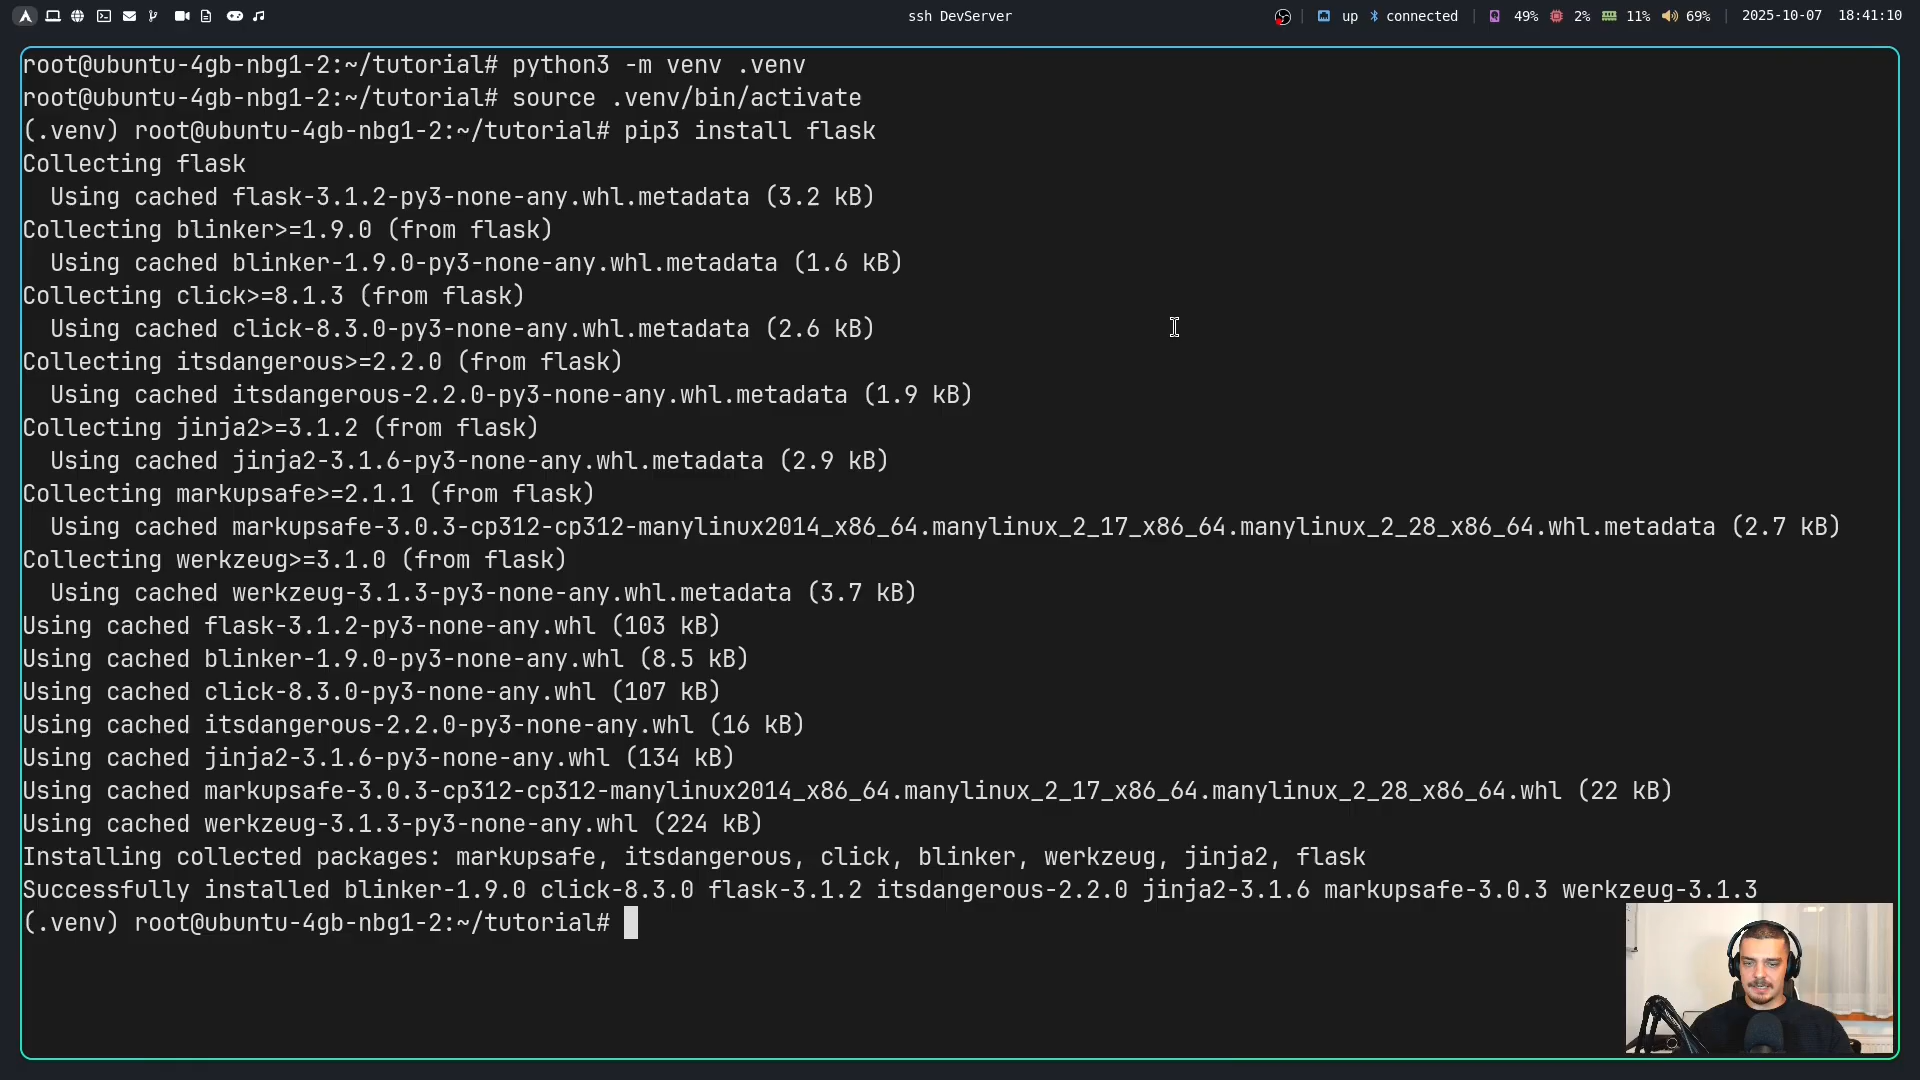 ssh DevServer
up connected 49% 2% 11% 69% 2025-10-07 18:41:10
root@ubuntu-4gb-nbg1-2:~/tutorial# python3 -m venv .venv
root@ubuntu-4gb-nbg1-2:~/tutorial# source .venv/bin/activate
(.venv) root@ubuntu-4gb-nbg1-2:~/tutorial# pip3 install flask
Collecting flask
  Using cached flask-3.1.2-py3-none-any.whl.metadata (3.2 kB)
Collecting blinker>=1.9.0 (from flask)
  Using cached blinker-1.9.0-py3-none-any.whl.metadata (1.6 kB)
Collecting click>=8.1.3 (from flask)
  Using cached click-8.3.0-py3-none-any.whl.metadata (2.6 kB)
Collecting itsdangerous>=2.2.0 (from flask)
  Using cached itsdangerous-2.2.0-py3-none-any.whl.metadata (1.9 kB)
Collecting jinja2>=3.1.2 (from flask)
  Using cached jinja2-3.1.6-py3-none-any.whl.metadata (2.9 kB)
Collecting markupsafe>=2.1.1 (from flask)
  Using cached markupsafe-3.0.3-cp312-cp312-manylinux2014_x86_64.manylinux_2_17_x86_64.manylinux_2_28_x86_64.whl.metadata (2.7 kB)
Collecting werkzeug>=3.1.0 (from flask)
  Using cached werkzeug-3.1.3-py3-none-any.whl.metadata (3.7 kB)
Using cached flask-3.1.2-py3-none-any.whl (103 kB)
Using cached blinker-1.9.0-py3-none-any.whl (8.5 kB)
Using cached click-8.3.0-py3-none-any.whl (107 kB)
Using cached itsdangerous-2.2.0-py3-none-any.whl (16 kB)
Using cached jinja2-3.1.6-py3-none-any.whl (134 kB)
Using cached markupsafe-3.0.3-cp312-cp312-manylinux2014_x86_64.manylinux_2_17_x86_64.manylinux_2_28_x86_64.whl (22 kB)
Using cached werkzeug-3.1.3-py3-none-any.whl (224 kB)
Installing collected packages: markupsafe, itsdangerous, click, blinker, werkzeug, jinja2, flask
Successfully installed blinker-1.9.0 click-8.3.0 flask-3.1.2 itsdangerous-2.2.0 jinja2-3.1.6 markupsafe-3.0.3 werkzeug-3.1.3
(.venv) root@ubuntu-4gb-nbg1-2:~/tutorial#